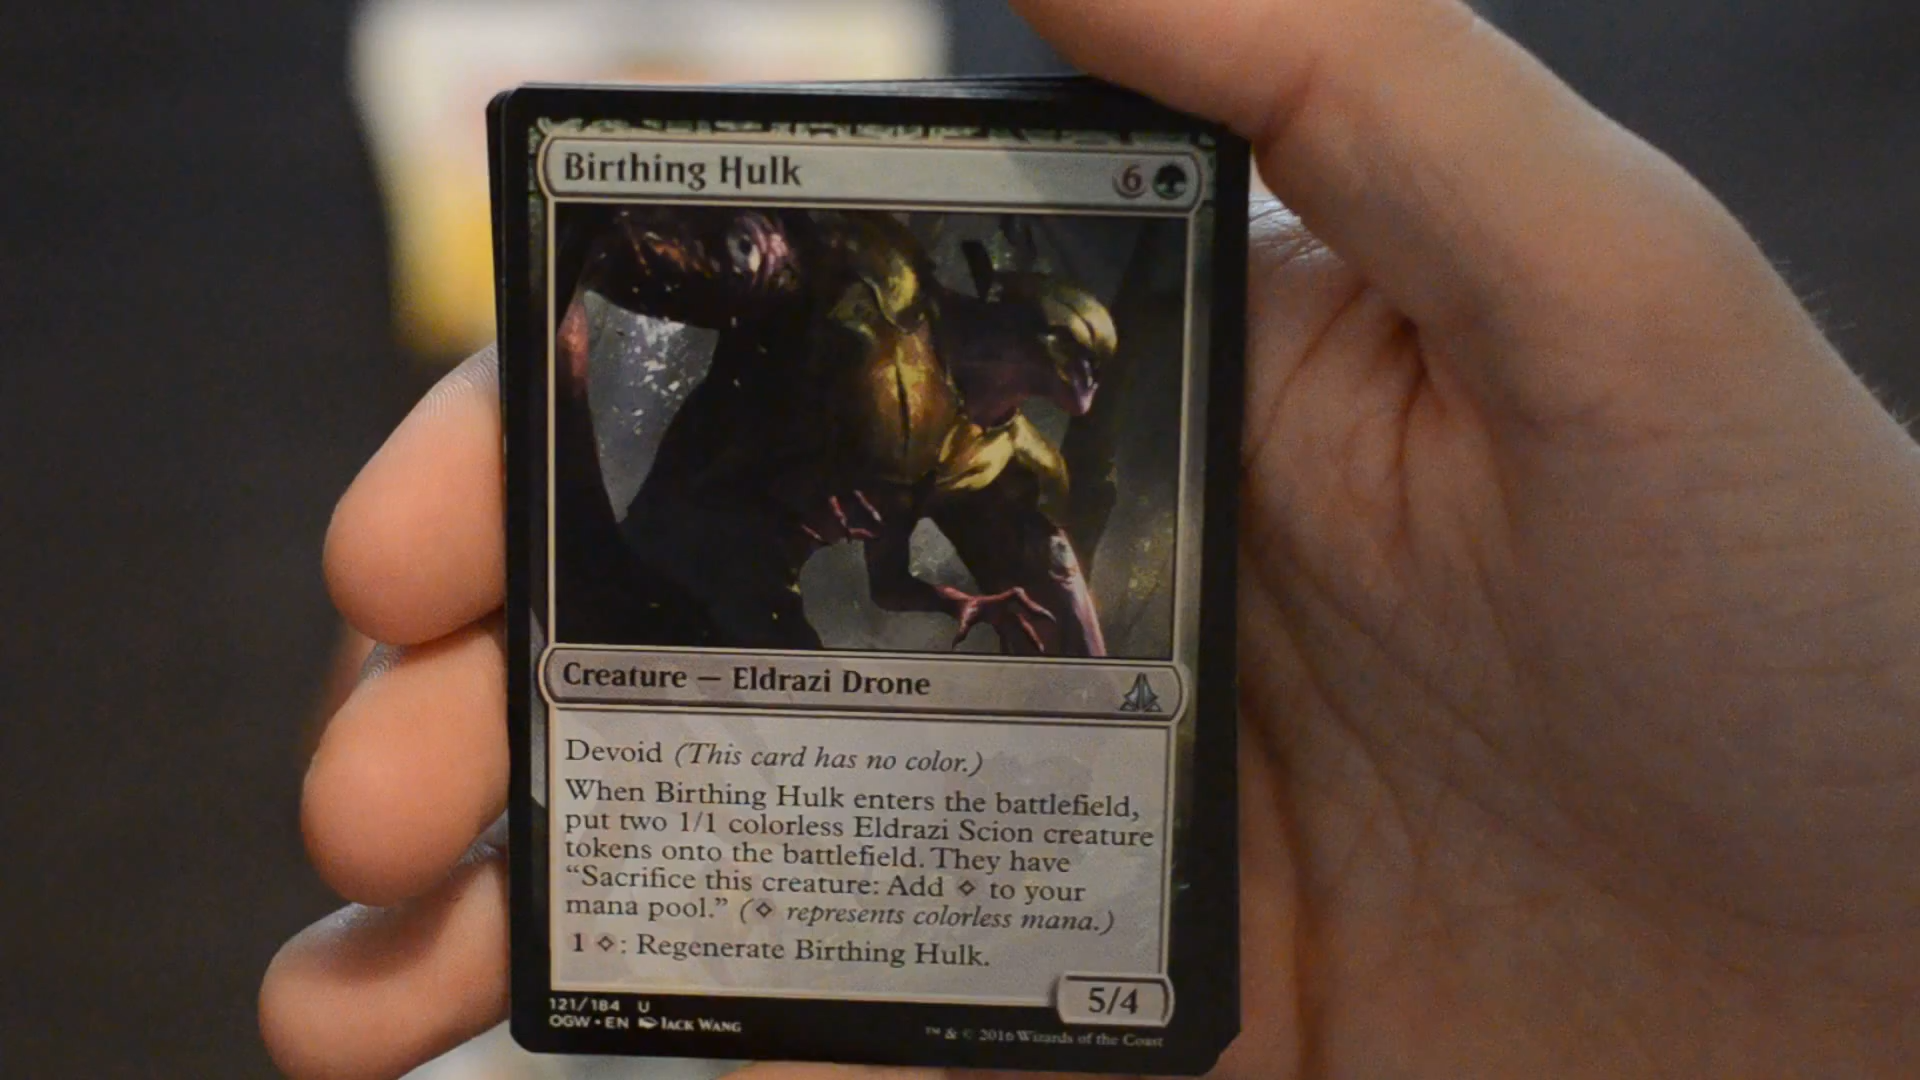 Birthing Hulk 6
Creature — Eldrazi Drone
Devoid (This card has no color.)
When Birthing Hulk enters the battlefield,
put two 1/1 colorless Eldrazi Scion creature
tokens onto the battlefield. They have
“Sacrifice this creature: Add ◇ to your
mana pool.” (◇ represents colorless mana.)
1 ◇: Regenerate Birthing Hulk.
5/4
121/184 U
OGW • EN Jack Wang
™ & © 2016 Wizards of the Coast